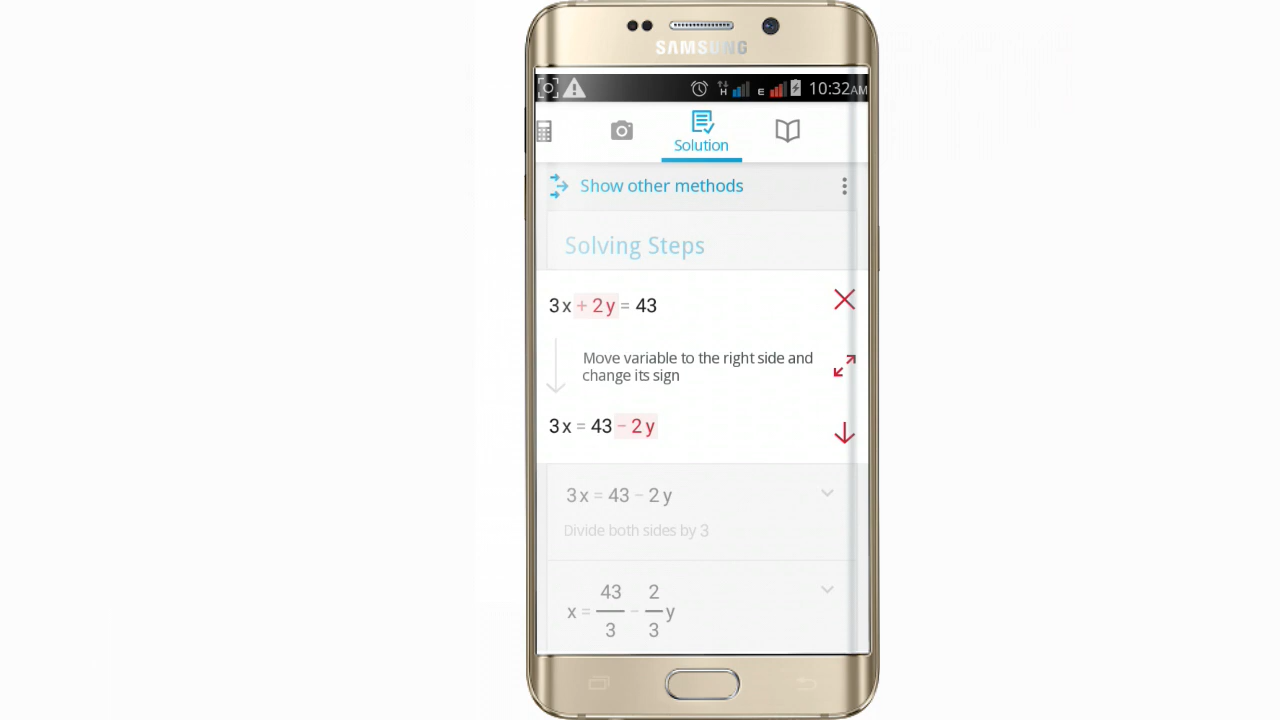 SAMSUNG
H E 10:32AM
Solution
Show other methods
Solving Steps
3x + 2y = 43
Move variable to the right side and
change its sign
3x = 43 − 2y
3x = 43 − 2y
Divide both sides by 3
x = 43/3 − 2/3 y